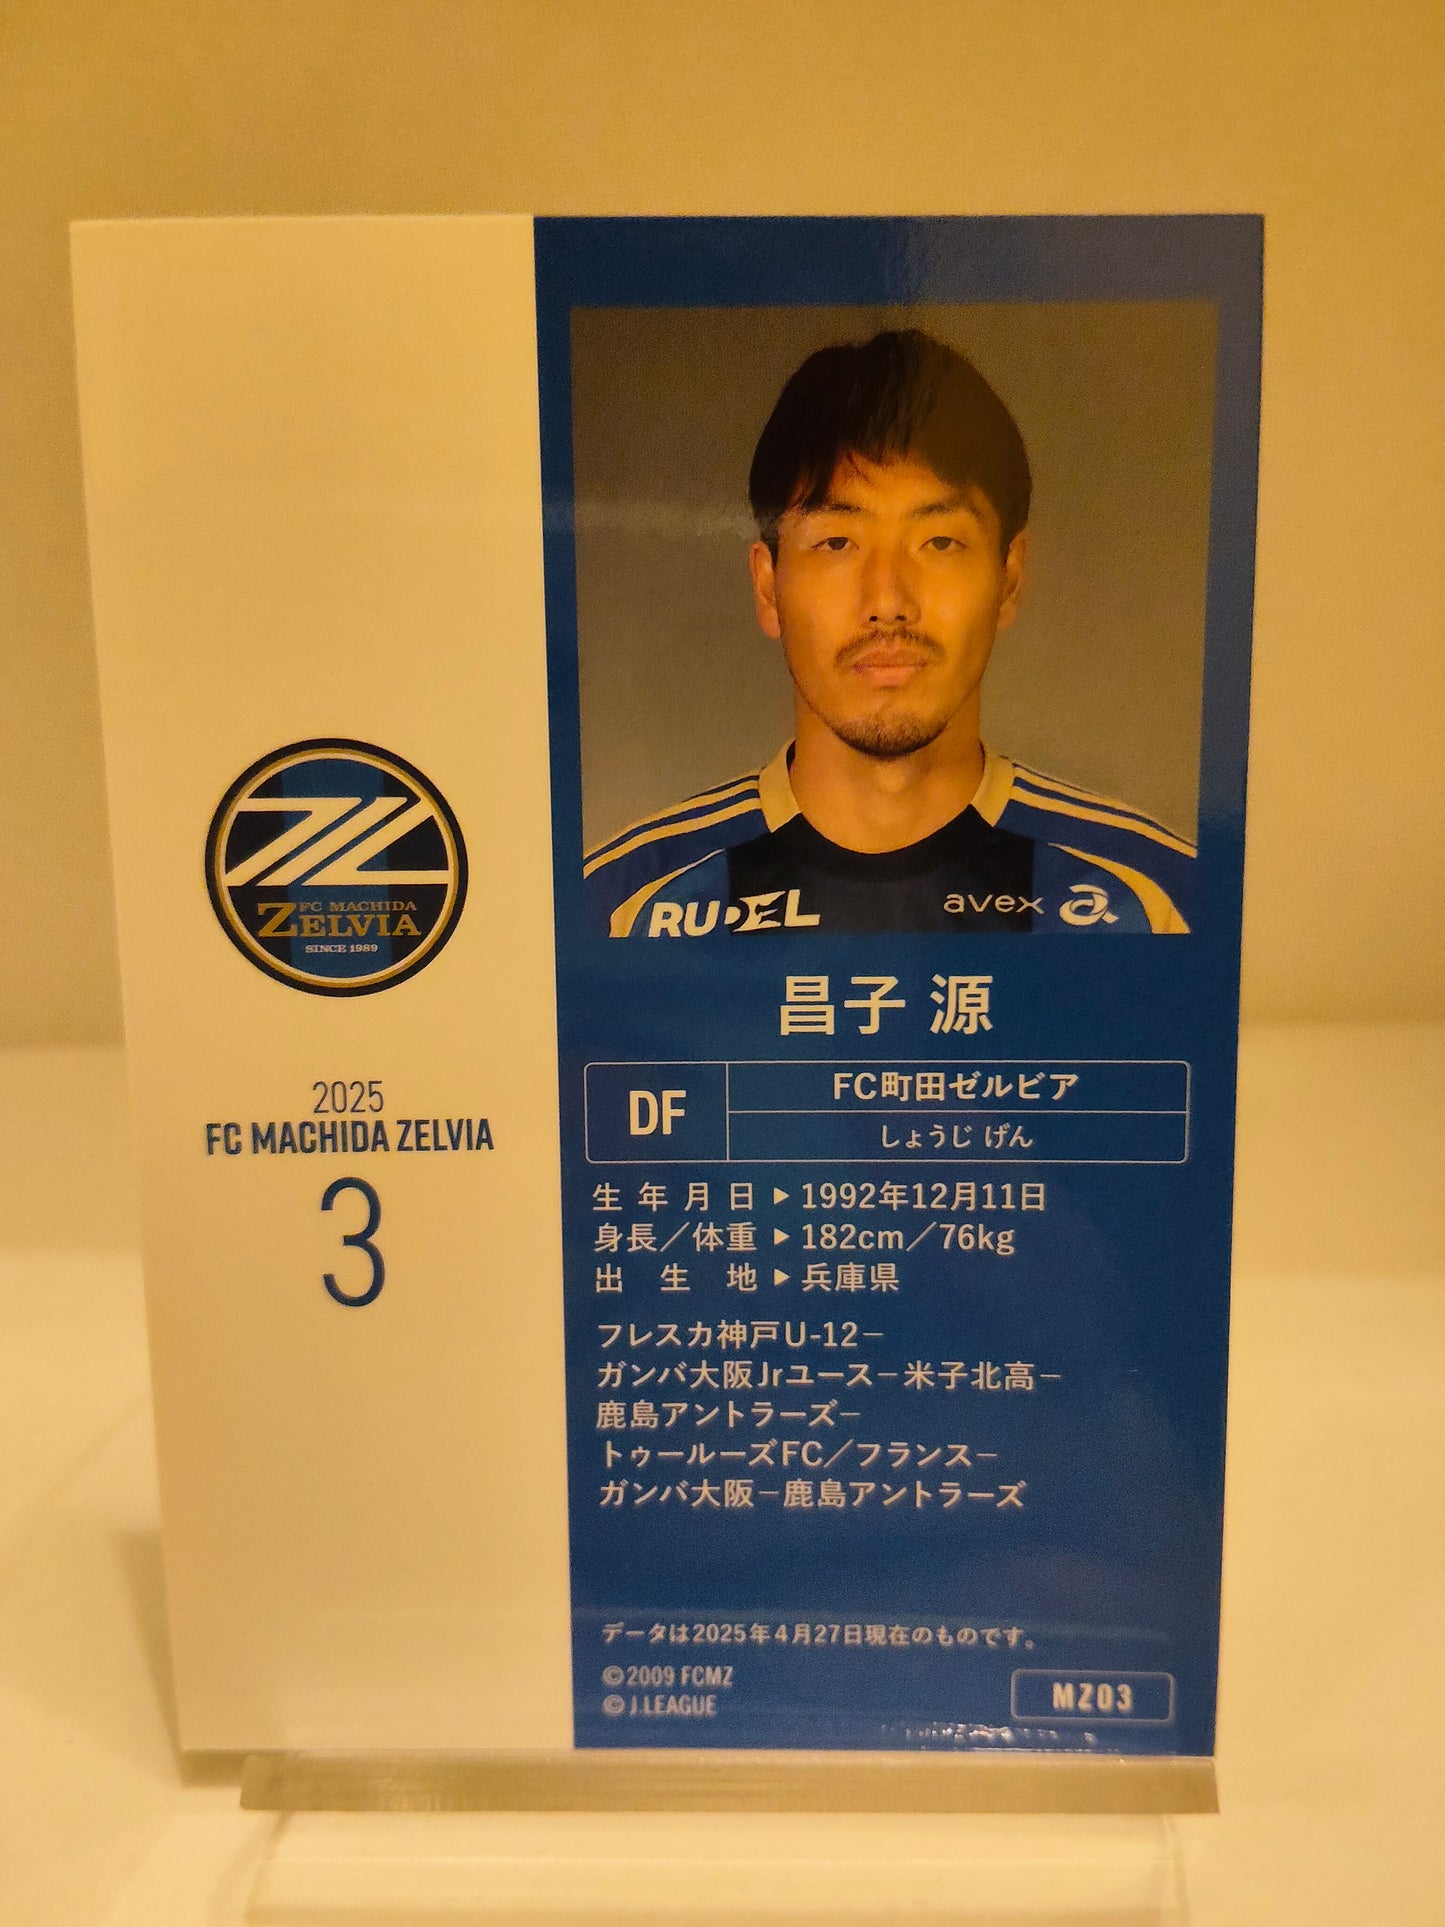 FC MACHIDA
ZELVIA
SINCE 1989
2025
FC MACHIDA ZELVIA
3
RUDEL
avex
昌子 源
DF
FC町田ゼルビア
しょうじ げん
生年月日▶1992年12月11日
身長／体重▶182cm／76kg
出生地▶兵庫県
フレスカ神戸U-12－
ガンバ大阪Jrユース－米子北高－
鹿島アントラーズ－
トゥールーズFC／フランス－
ガンバ大阪－鹿島アントラーズ
データは2025年4月27日現在のものです。
©2009 FCMZ
©J.LEAGUE
MZ03